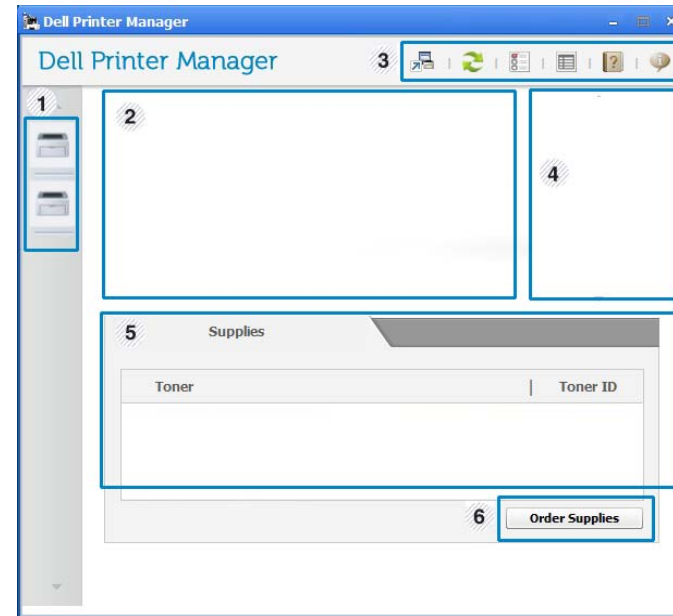 Dell Printer Manager
Dell Printer Manager
3
1
2
4
5 Supplies
Toner | Toner ID
6 Order Supplies